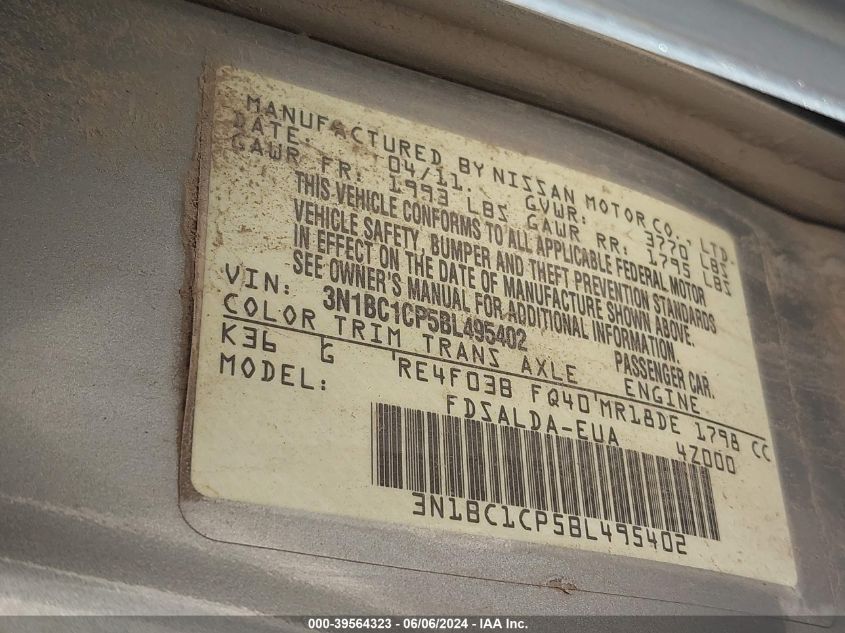 MANUFACTURED BY NISSAN MOTOR CO., LTD.
DATE: 04/11. GVWR: 3770 LBS
GAWR FR: 1993 LBS GAWR RR: 1795 LBS
THIS VEHICLE CONFORMS TO ALL APPLICABLE FEDERAL MOTOR
VEHICLE SAFETY, BUMPER AND THEFT PREVENTION STANDARDS
IN EFFECT ON THE DATE OF MANUFACTURE SHOWN ABOVE.
SEE OWNER'S MANUAL FOR ADDITIONAL INFORMATION.
VIN: 3N1BC1CP5BL495402 PASSENGER CAR.
COLOR TRIM TRANS AXLE ENGINE
K36 G RE4F03B FQ40 MR18DE 1798 CC
MODEL: FDSALDA-EUA 4Z000
3N1BC1CP5BL495402
000-39564323 - 06/06/2024 - IAA Inc.